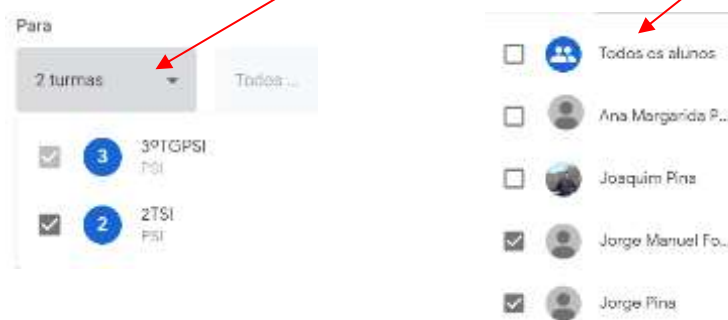 Para
2 turmas
Todos ...
3
3ºTGPSI
PSI
2
2TSI
PSI
Todos os alunos
Ana Margarida P...
Joaquim Pina
Jorge Manuel Fo...
Jorge Pina